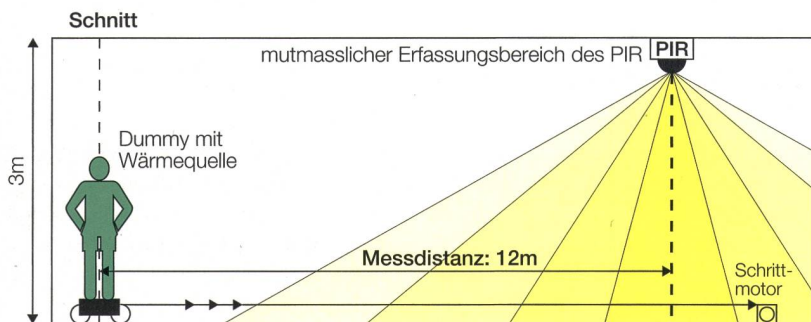 Schnitt
mutmasslicher Erfassungsbereich des PIR
PIR
Dummy mit
Wärmequelle
3m
Messdistanz: 12m
Schritt-
motor